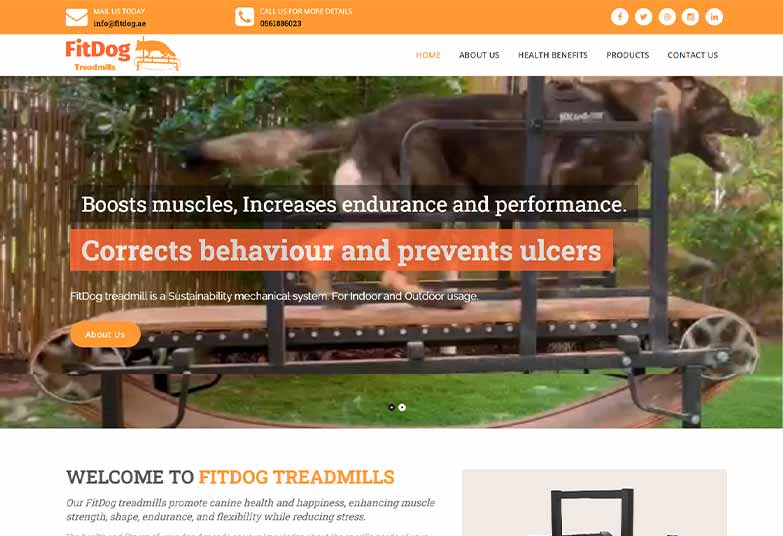 MAIL US TODAY
info@fitdog.ae
CALL US FOR MORE DETAILS
0561886023
FitDog
Treadmills
HOME ABOUT US HEALTH BENEFITS PRODUCTS CONTACT US
Boosts muscles, Increases endurance and performance.
Corrects behaviour and prevents ulcers
FitDog treadmill is a Sustainability mechanical system. For Indoor and Outdoor usage.
About Us
WELCOME TO FITDOG TREADMILLS
Our FitDog treadmills promote canine health and happiness, enhancing muscle
strength, shape, endurance, and flexibility while reducing stress.